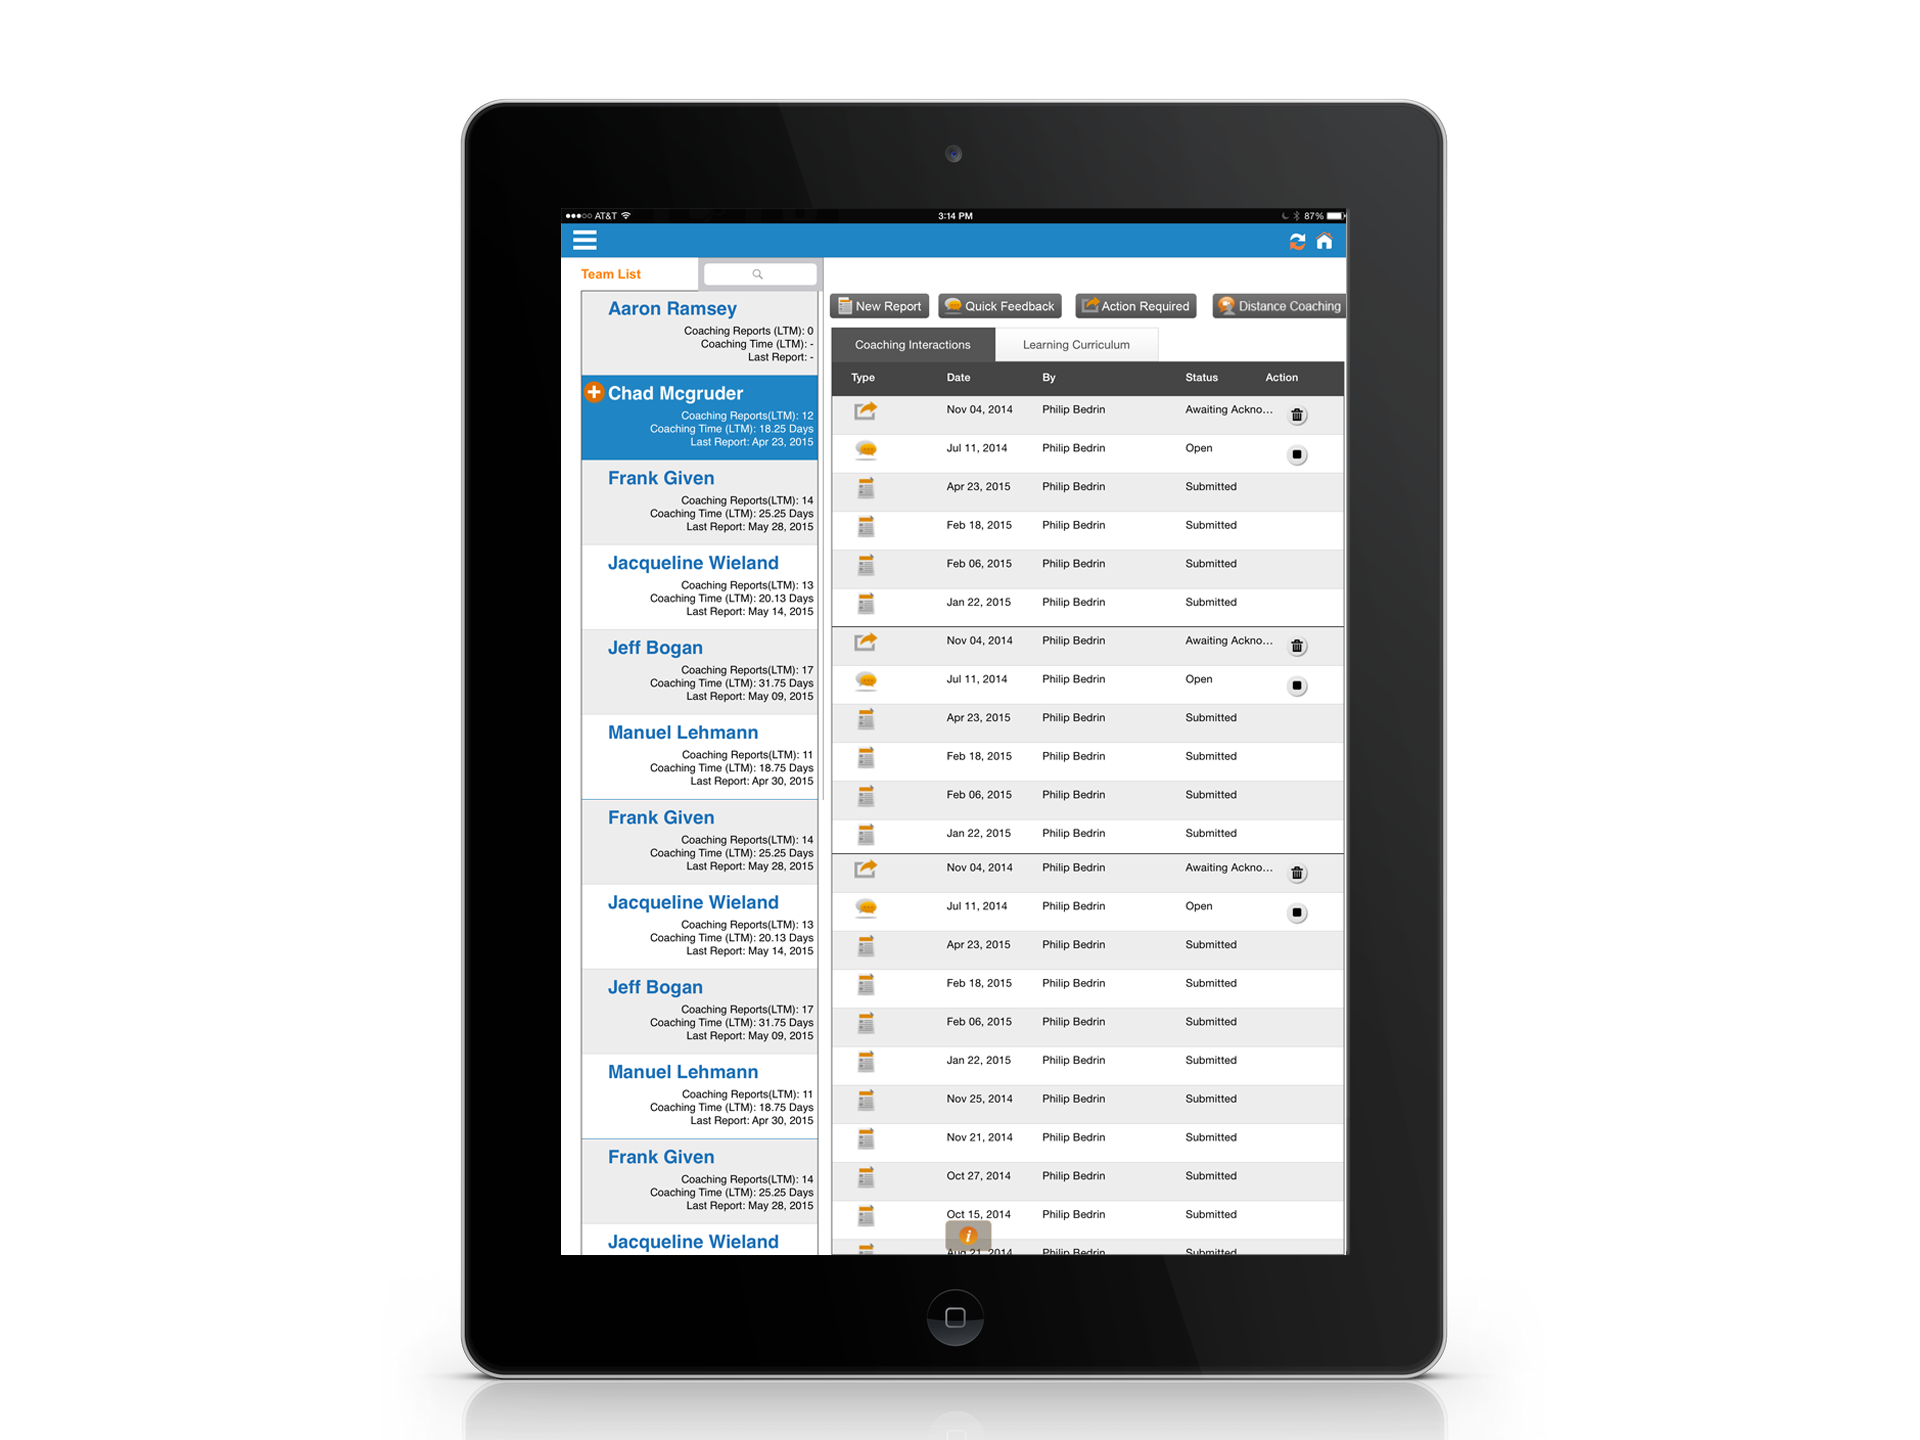 AT&T
3:14 PM
87%
Team List
Aaron Ramsey
Coaching Reports (LTM): 0
Coaching Time (LTM): -
Last Report: -
Chad Mcgruder
Coaching Reports(LTM): 12
Coaching Time (LTM): 18.25 Days
Last Report: Apr 23, 2015
Frank Given
Coaching Reports(LTM): 14
Coaching Time (LTM): 25.25 Days
Last Report: May 28, 2015
Jacqueline Wieland
Coaching Reports(LTM): 13
Coaching Time (LTM): 20.13 Days
Last Report: May 14, 2015
Jeff Bogan
Coaching Reports(LTM): 17
Coaching Time (LTM): 31.75 Days
Last Report: May 09, 2015
Manuel Lehmann
Coaching Reports(LTM): 11
Coaching Time (LTM): 18.75 Days
Last Report: Apr 30, 2015
Frank Given
Coaching Reports(LTM): 14
Coaching Time (LTM): 25.25 Days
Last Report: May 28, 2015
Jacqueline Wieland
Coaching Reports(LTM): 13
Coaching Time (LTM): 20.13 Days
Last Report: May 14, 2015
Jeff Bogan
Coaching Reports(LTM): 17
Coaching Time (LTM): 31.75 Days
Last Report: May 09, 2015
Manuel Lehmann
Coaching Reports(LTM): 11
Coaching Time (LTM): 18.75 Days
Last Report: Apr 30, 2015
Frank Given
Coaching Reports(LTM): 14
Coaching Time (LTM): 25.25 Days
Last Report: May 28, 2015
Jacqueline Wieland
New Report Quick Feedback Action Required Distance Coaching
Coaching Interactions Learning Curriculum
Type Date By Status Action
Nov 04, 2014 Philip Bedrin Awaiting Ackno...
Jul 11, 2014 Philip Bedrin Open
Apr 23, 2015 Philip Bedrin Submitted
Feb 18, 2015 Philip Bedrin Submitted
Feb 06, 2015 Philip Bedrin Submitted
Jan 22, 2015 Philip Bedrin Submitted
Nov 04, 2014 Philip Bedrin Awaiting Ackno...
Jul 11, 2014 Philip Bedrin Open
Apr 23, 2015 Philip Bedrin Submitted
Feb 18, 2015 Philip Bedrin Submitted
Feb 06, 2015 Philip Bedrin Submitted
Jan 22, 2015 Philip Bedrin Submitted
Nov 04, 2014 Philip Bedrin Awaiting Ackno...
Jul 11, 2014 Philip Bedrin Open
Apr 23, 2015 Philip Bedrin Submitted
Feb 18, 2015 Philip Bedrin Submitted
Feb 06, 2015 Philip Bedrin Submitted
Jan 22, 2015 Philip Bedrin Submitted
Nov 25, 2014 Philip Bedrin Submitted
Nov 21, 2014 Philip Bedrin Submitted
Oct 27, 2014 Philip Bedrin Submitted
Oct 15, 2014 Philip Bedrin Submitted
Aug 21, 2014 Philip Bedrin Submitted
i